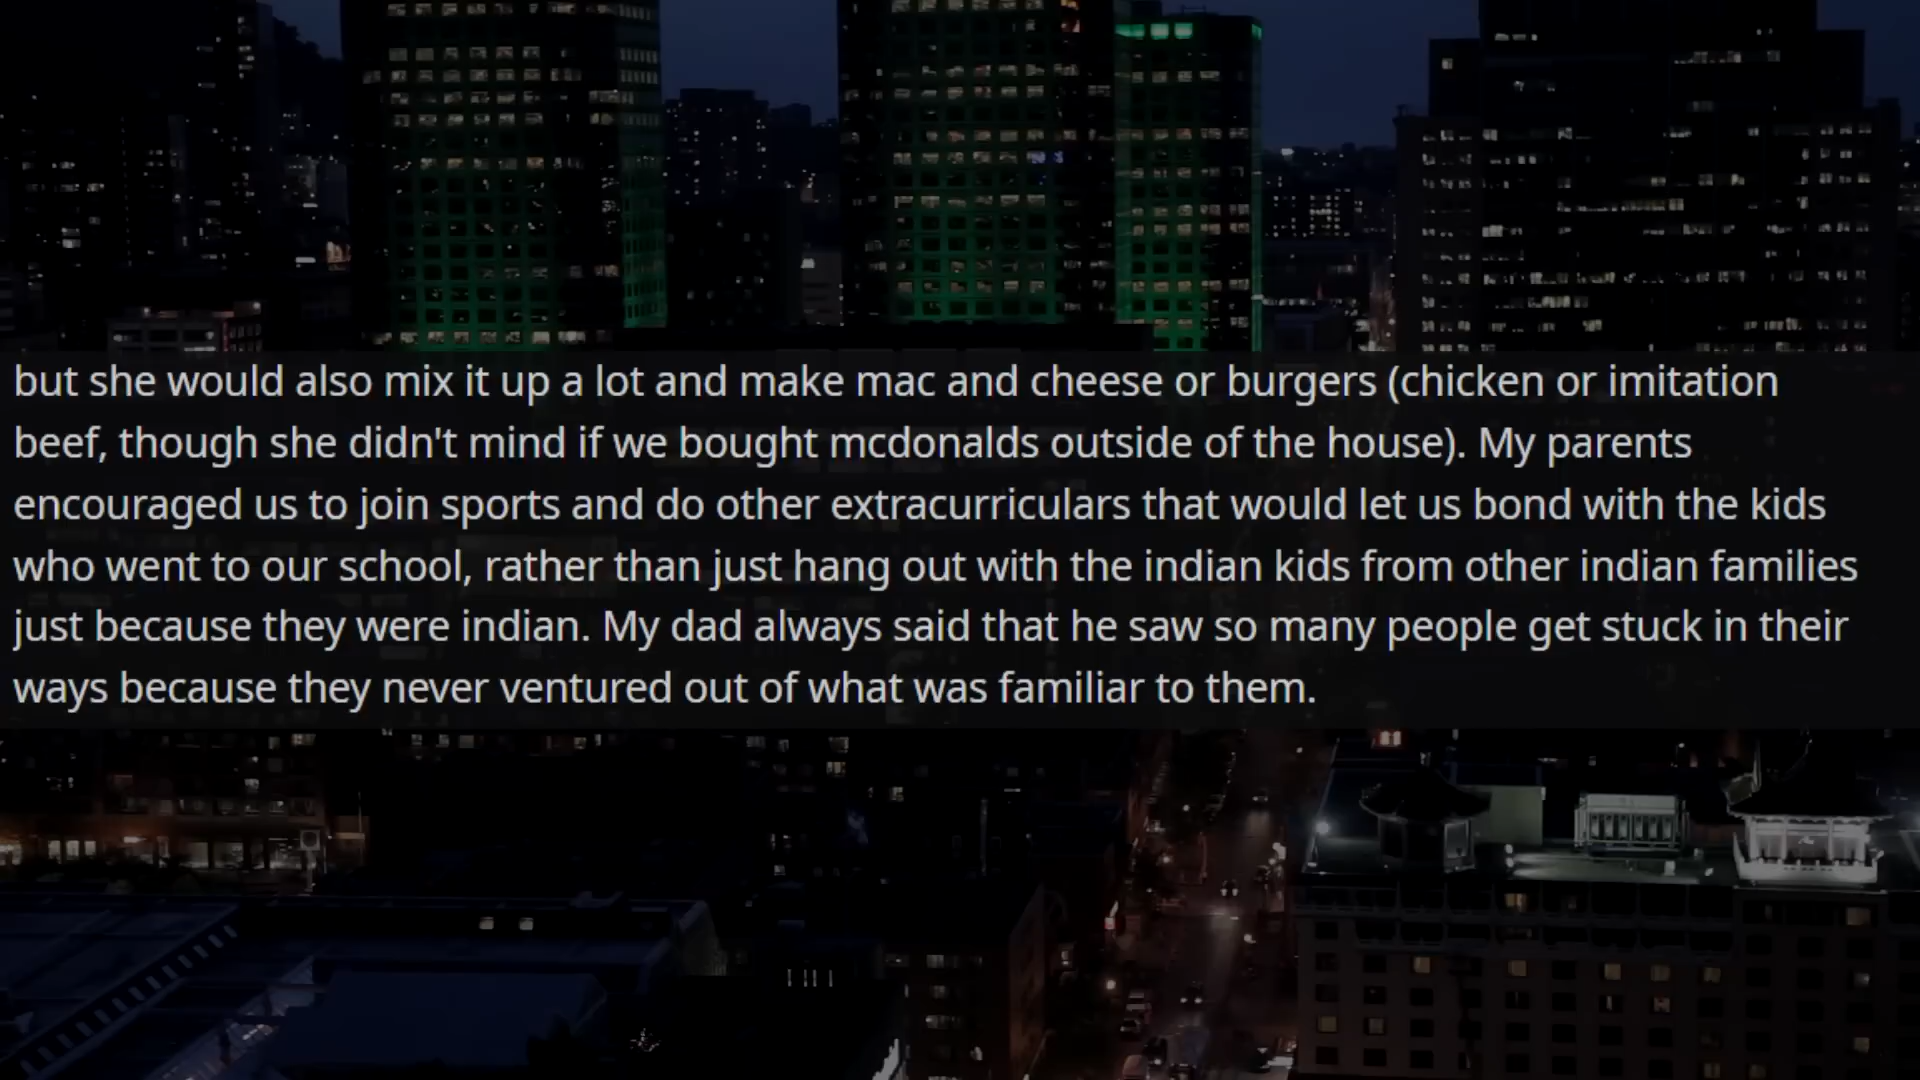 but she would also mix it up a lot and make mac and cheese or burgers (chicken or imitation
beef, though she didn't mind if we bought mcdonalds outside of the house). My parents
encouraged us to join sports and do other extracurriculars that would let us bond with the kids
who went to our school, rather than just hang out with the indian kids from other indian families
just because they were indian. My dad always said that he saw so many people get stuck in their
ways because they never ventured out of what was familiar to them.